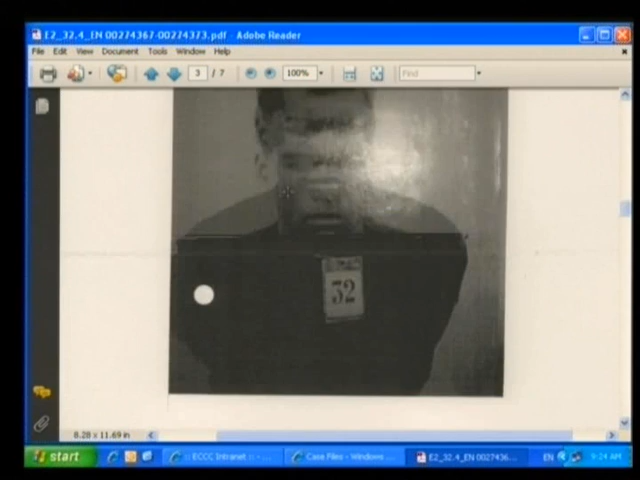 E2_32.4_EN 00274367-00274373.pdf - Adobe Reader
File Edit View Document Tools Window Help
3 / 7 100% Find
32
8.28 x 11.69 in
start ECCC Intranet :: - ... Case Files - Windows ... E2_32.4_EN 002743... EN 9:24 AM